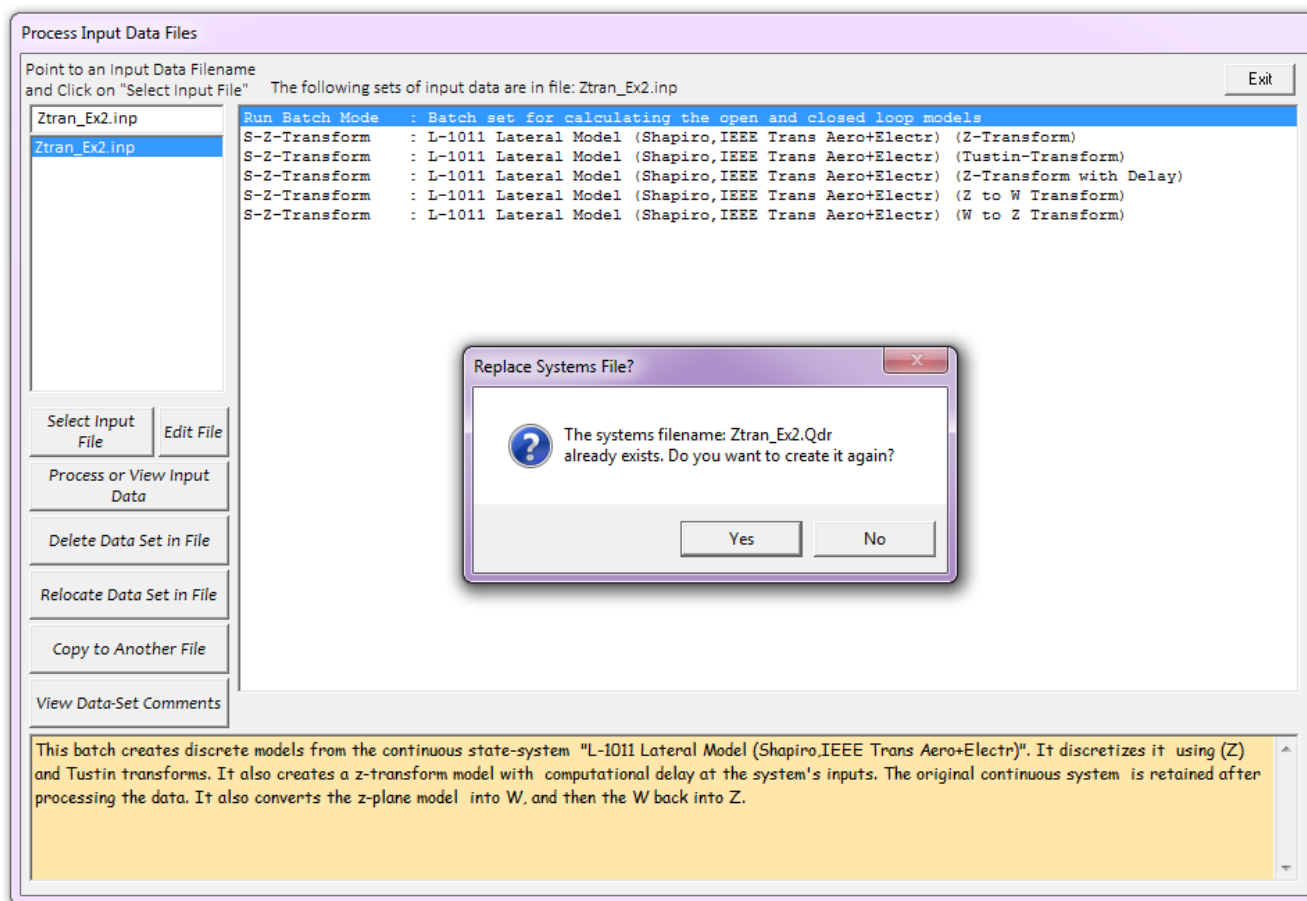 Process Input Data Files
Point to an Input Data Filename
and Click on "Select Input File"
The following sets of input data are in file: Ztran_Ex2.inp
Exit
Ztran_Ex2.inp
Ztran_Ex2.inp
Run Batch Mode : Batch set for calculating the open and closed loop models
S-Z-Transform : L-1011 Lateral Model (Shapiro,IEEE Trans Aero+Electr) (Z-Transform)
S-Z-Transform : L-1011 Lateral Model (Shapiro,IEEE Trans Aero+Electr) (Tustin-Transform)
S-Z-Transform : L-1011 Lateral Model (Shapiro,IEEE Trans Aero+Electr) (Z-Transform with Delay)
S-Z-Transform : L-1011 Lateral Model (Shapiro,IEEE Trans Aero+Electr) (Z to W Transform)
S-Z-Transform : L-1011 Lateral Model (Shapiro,IEEE Trans Aero+Electr) (W to Z Transform)
Replace Systems File?
The systems filename: Ztran_Ex2.Qdr
already exists. Do you want to create it again?
Yes
No
Select Input
File
Edit File
Process or View Input
Data
Delete Data Set in File
Relocate Data Set in File
Copy to Another File
View Data-Set Comments
This batch creates discrete models from the continuous state-system "L-1011 Lateral Model (Shapiro,IEEE Trans Aero+Electr)". It discretizes it using (Z)
and Tustin transforms. It also creates a z-transform model with computational delay at the system's inputs. The original continuous system is retained after
processing the data. It also converts the z-plane model into W, and then the W back into Z.